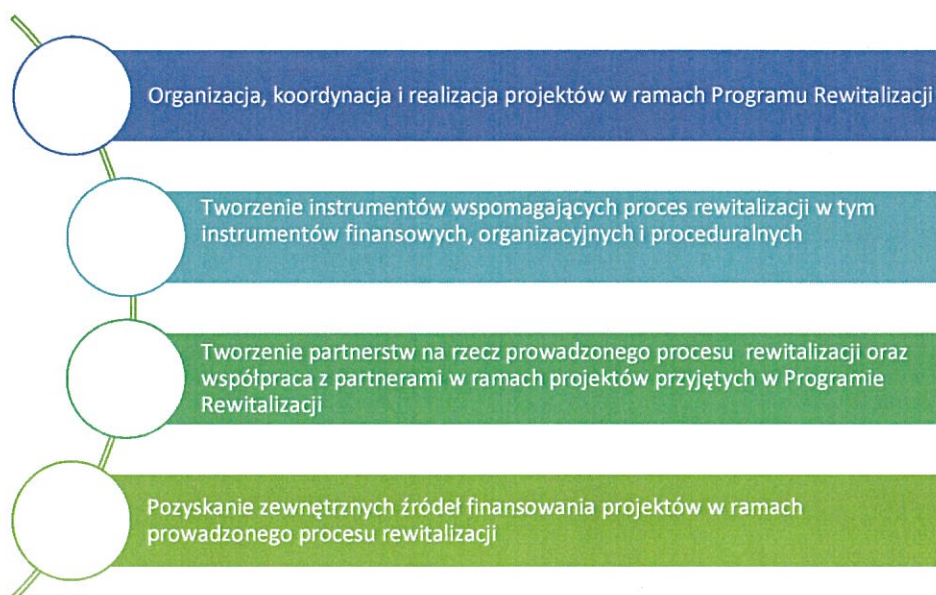 Organizacja, koordynacja i realizacja projektów w ramach Programu Rewitalizacji
Tworzenie instrumentów wspomagających proces rewitalizacji w tym
instrumentów finansowych, organizacyjnych i proceduralnych
Tworzenie partnerstw na rzecz prowadzonego procesu rewitalizacji oraz
współpraca z partnerami w ramach projektów przyjętych w Programie
Rewitalizacji
Pozyskanie zewnętrznych źródeł finansowania projektów w ramach
prowadzonego procesu rewitalizacji